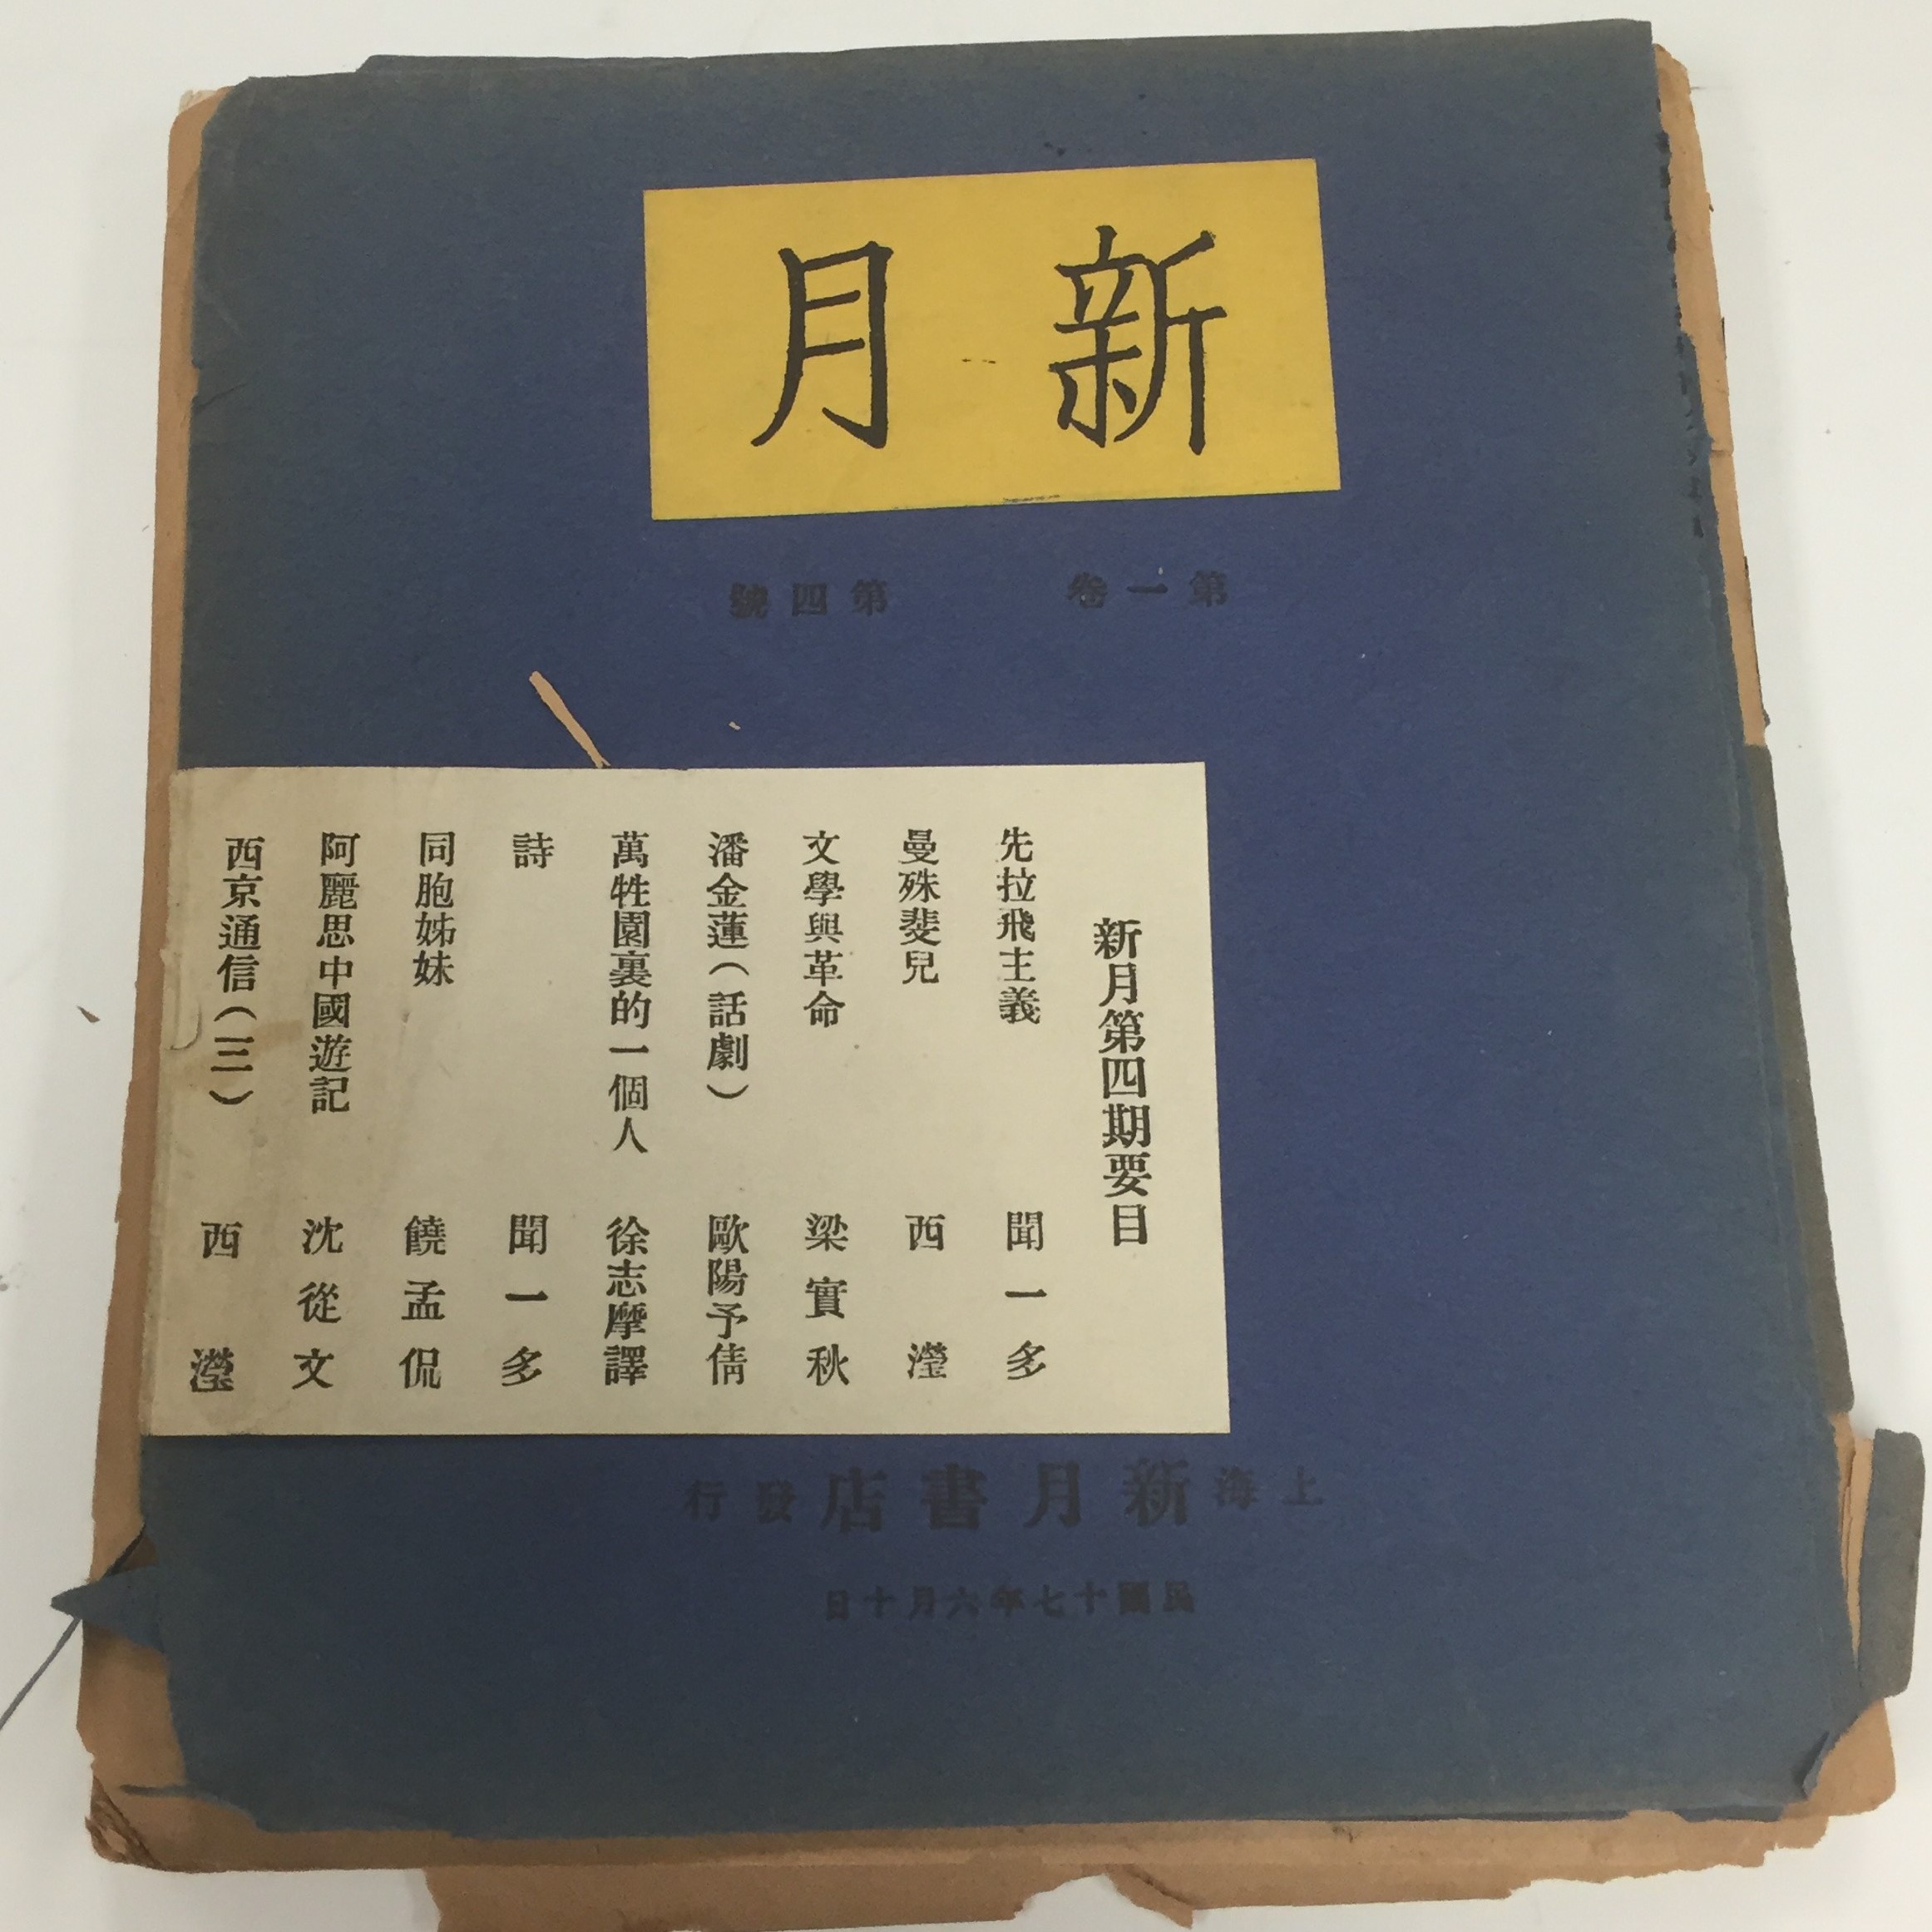 新月
第一卷 第四號
新月第四期要目
先拉飛主義 聞一多
曼殊斐兒 西瀅
文學與革命 梁實秋
潘金蓮(話劇) 歐陽予倩
萬牲園裏的一個人 徐志摩譯
詩 聞一多
同胞姊妹 饒孟侃
阿麗思中國遊記 沈從文
西京通信(三) 西瀅
上海新月書店發行
民國十七年六月十日